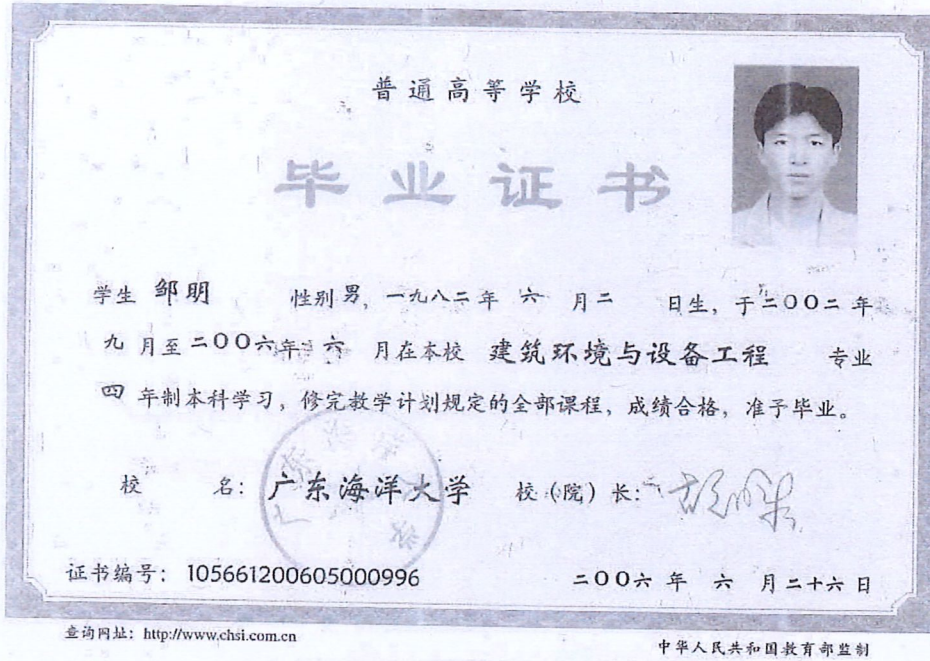 普通高等学校
毕业证书
学生 邹明 性别 男, 一九八二年 六 月二 日生, 于二〇〇二年
九 月至二〇〇六年 六 月在本校 建筑环境与设备工程 专业
四 年制本科学习, 修完教学计划规定的全部课程, 成绩合格, 准予毕业。
校 名: 广东海洋大学 校(院)长:
证书编号: 105661200605000996 二〇〇六年 六 月二十六日
查询网址: http://www.chsi.com.cn 中华人民共和国教育部监制